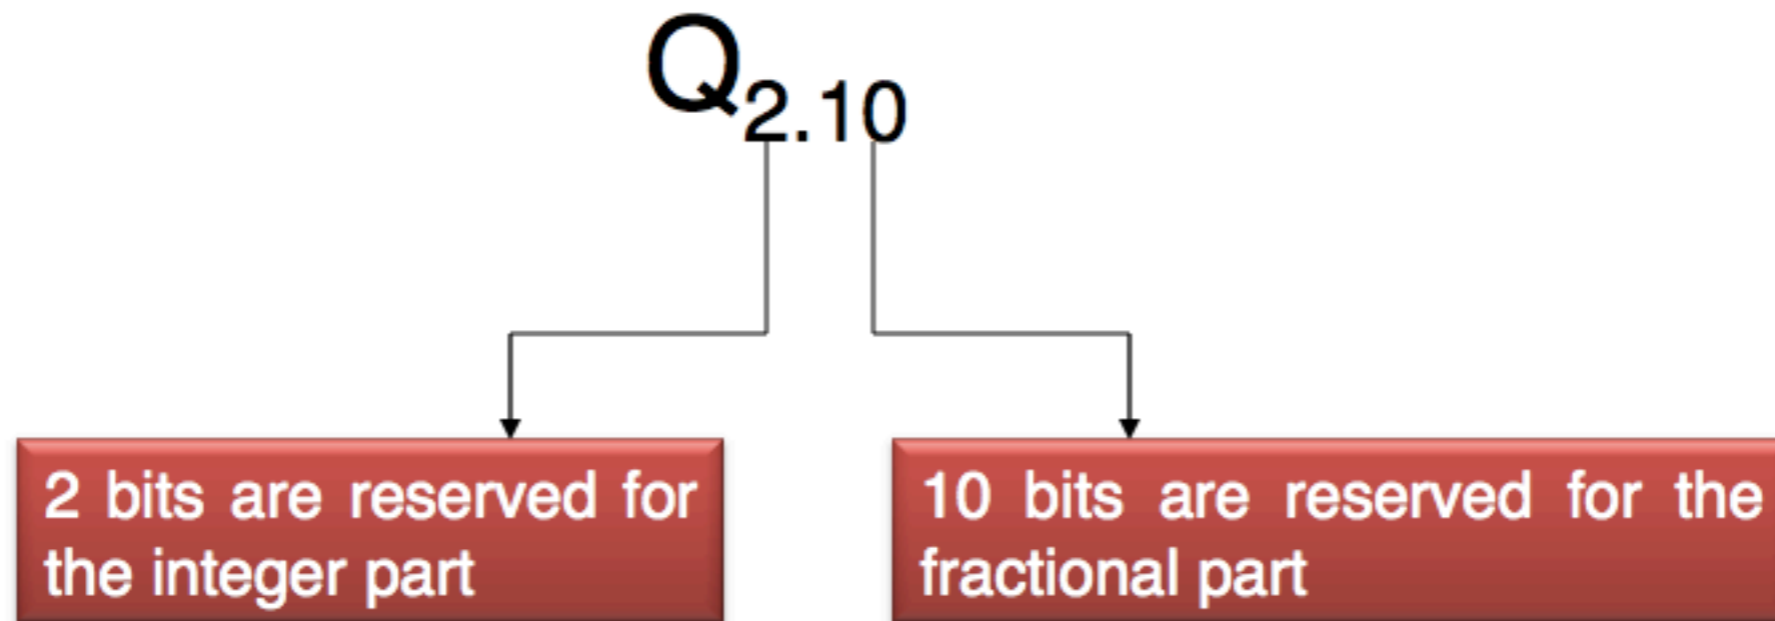 Q2.10
2 bits are reserved for
the integer part
10 bits are reserved for the
fractional part